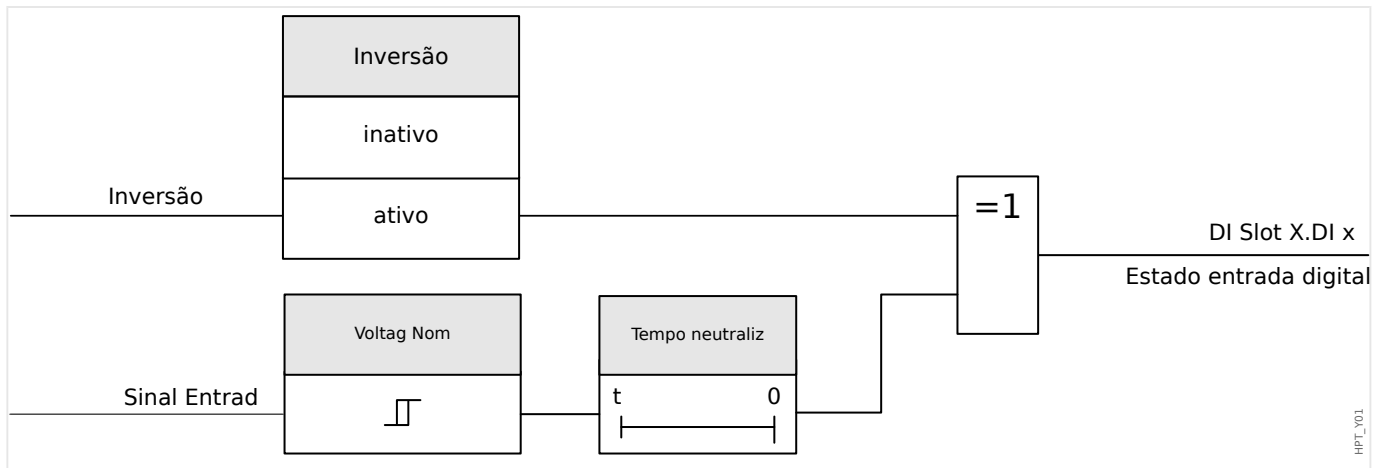 Inversão
inativo
Inversão
ativo
=1
DI Slot X.DI x
Estado entrada digital
Voltag Nom
Tempo neutraliz
Sinal Entrad
t 0
HPT_Y01